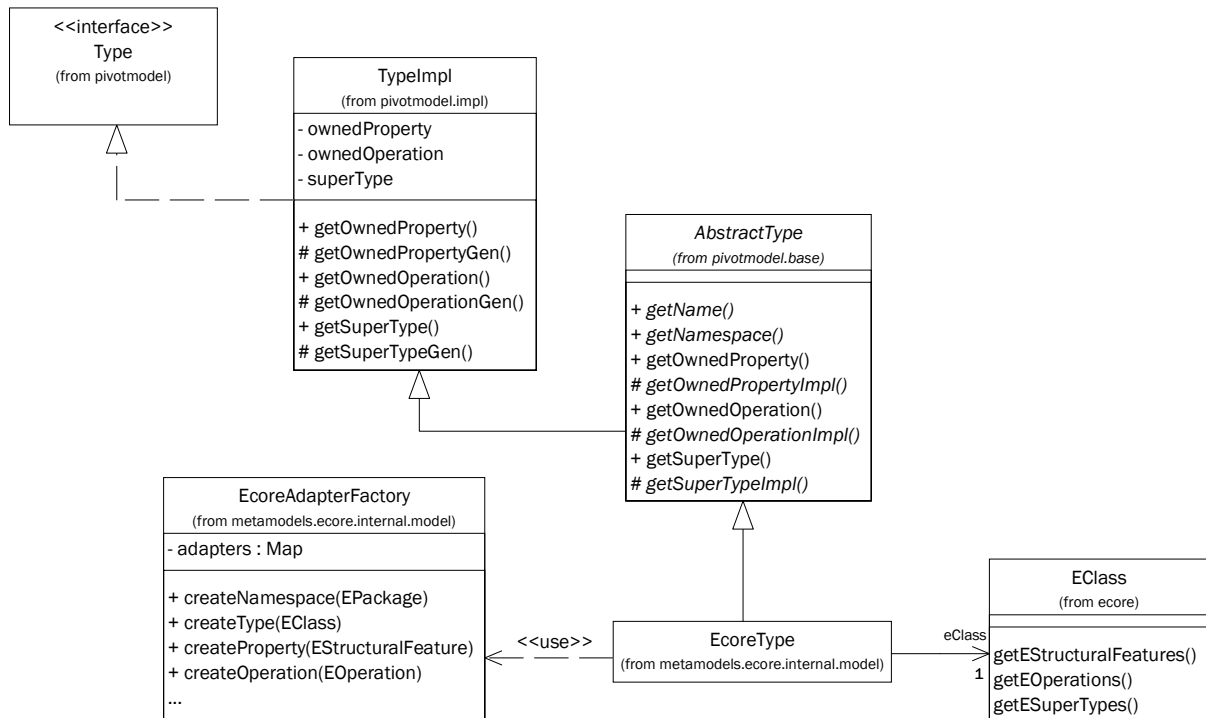 <<interface>>
Type
(from pivotmodel)
TypeImpl
(from pivotmodel.impl)
- ownedProperty
- ownedOperation
- superType
+ getOwnedProperty()
# getOwnedPropertyGen()
+ getOwnedOperation()
# getOwnedOperationGen()
+ getSuperType()
# getSuperTypeGen()
AbstractType
(from pivotmodel.base)
+ getName()
+ getNamespace()
+ getOwnedProperty()
# getOwnedPropertyImpl()
+ getOwnedOperation()
# getOwnedOperationImpl()
+ getSuperType()
# getSuperTypeImpl()
EcoreAdapterFactory
(from metamodels.ecore.internal.model)
- adapters : Map
+ createNamespace(EPackage)
+ createType(EClass)
+ createProperty(EStructuralFeature)
+ createOperation(EOperation)
...
<<use>>
EcoreType
(from metamodels.ecore.internal.model)
eClass
1
EClass
(from ecore)
getEStructuralFeatures()
getEOperations()
getESuperTypes()